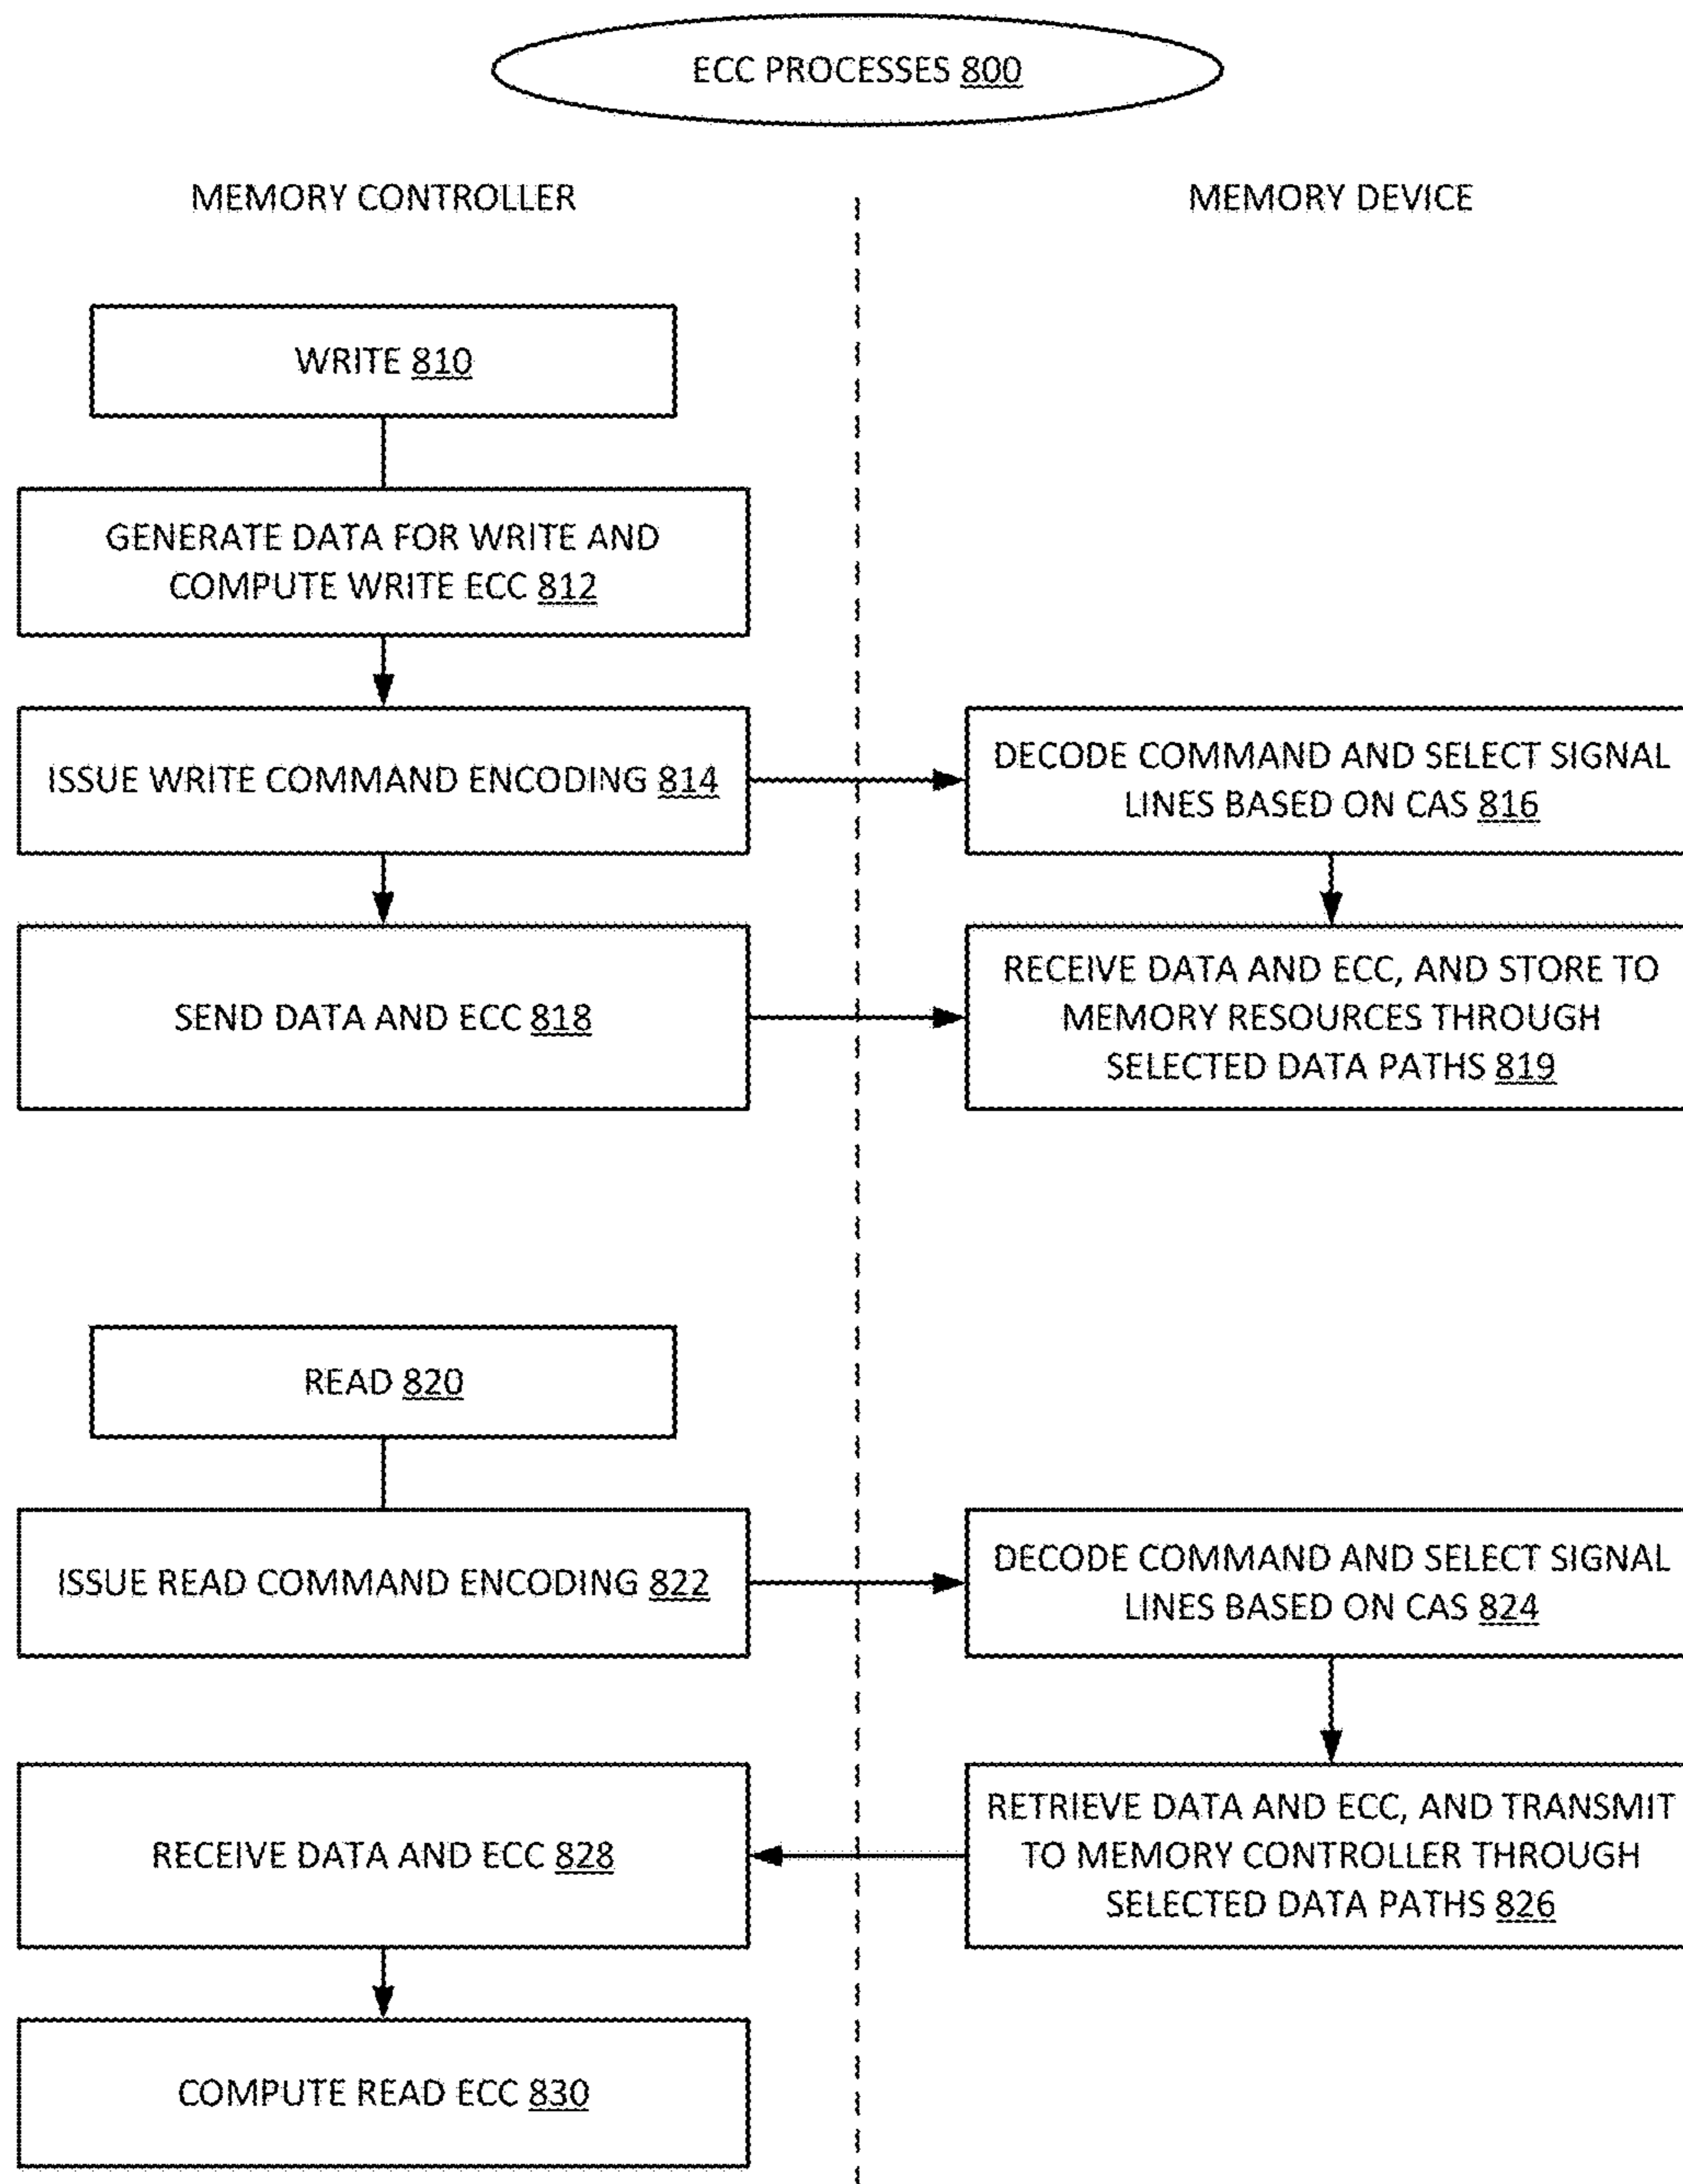 ECC PROCESSES 800
MEMORY CONTROLLER
MEMORY DEVICE
WRITE 810
GENERATE DATA FOR WRITE AND
COMPUTE WRITE ECC 812
ISSUE WRITE COMMAND ENCODING 814
DECODE COMMAND AND SELECT SIGNAL
LINES BASED ON CAS 816
SEND DATA AND ECC 818
RECEIVE DATA AND ECC, AND STORE TO
MEMORY RESOURCES THROUGH
SELECTED DATA PATHS 819
READ 820
ISSUE READ COMMAND ENCODING 822
DECODE COMMAND AND SELECT SIGNAL
LINES BASED ON CAS 824
RETRIEVE DATA AND ECC, AND TRANSMIT
TO MEMORY CONTROLLER THROUGH
SELECTED DATA PATHS 826
RECEIVE DATA AND ECC 828
COMPUTE READ ECC 830